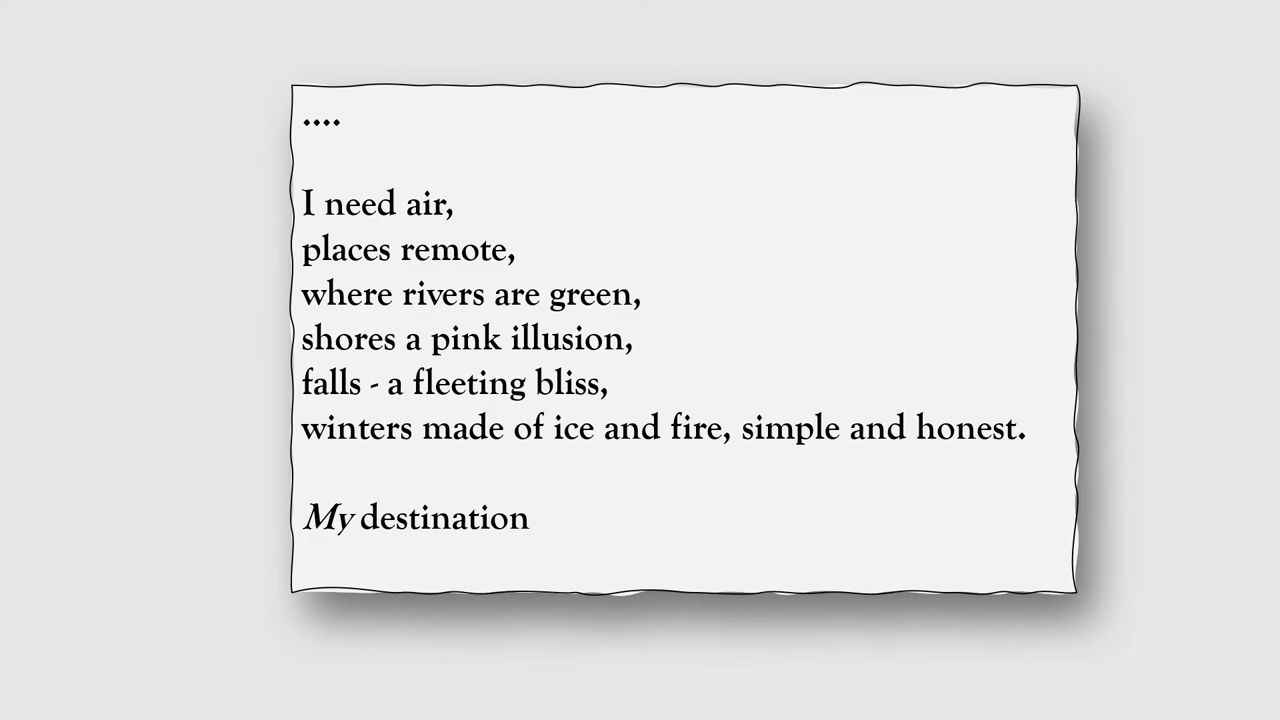 ....
I need air,
places remote,
where rivers are green,
shores a pink illusion,
falls - a fleeting bliss,
winters made of ice and fire, simple and honest.
My destination